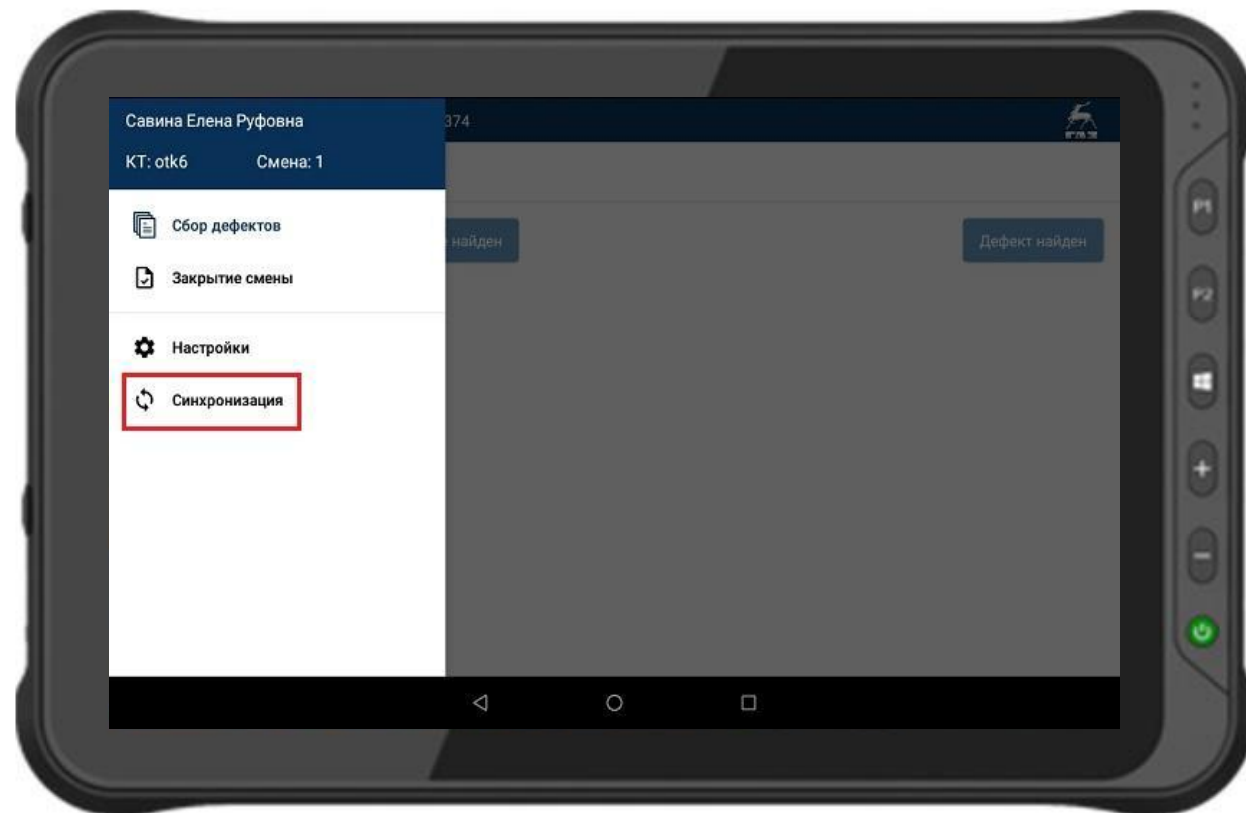 Савина Елена Руфовна
374
КТ: otk6 Смена: 1
Сбор дефектов
найден
Дефект найден
Закрытие смены
Настройки
Синхронизация
P1
P2